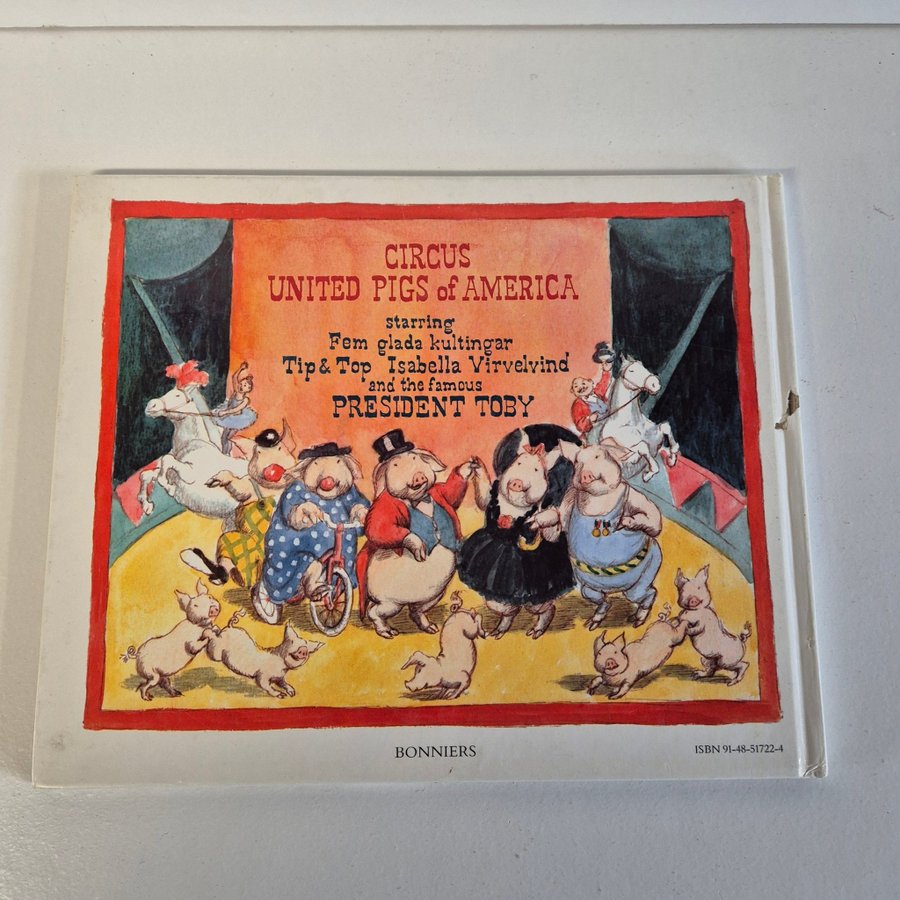 CIRCUS
UNITED PIGS of AMERICA
starring
Fem glada kultingar
Tip & Top Isabella Virvelvind
and the famous
PRESIDENT TOBY
BONNIERS
ISBN 91-48-51722-4